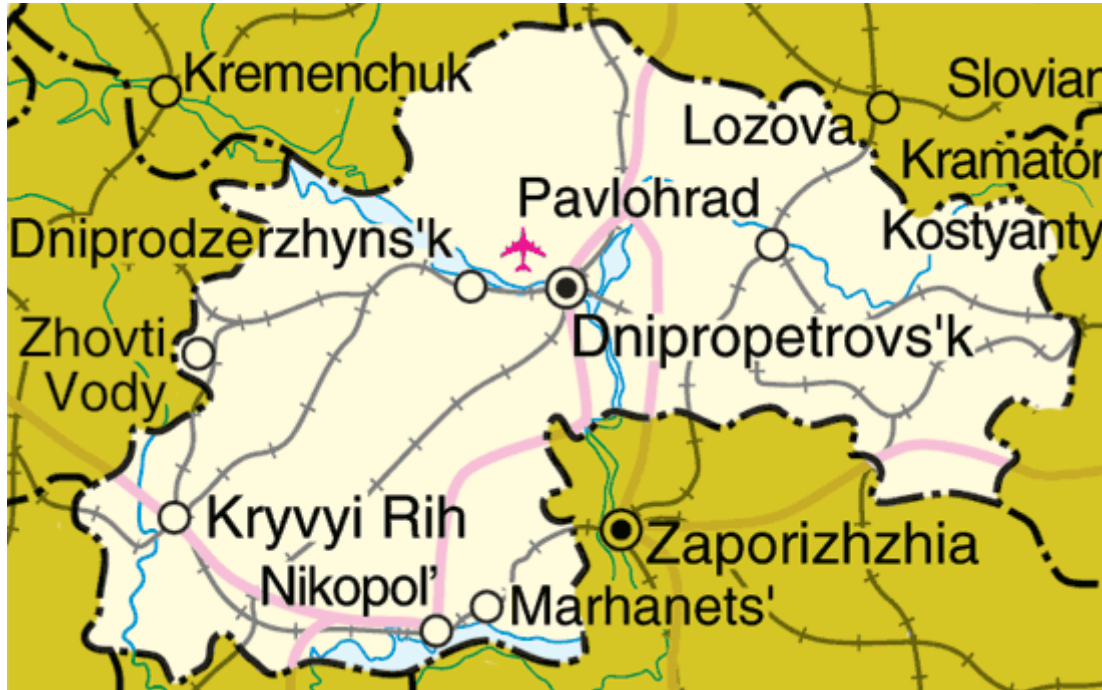 Kremenchuk
Slovian
Lozova
Kramator
Pavlohrad
Dniprodzerzhyns'k
Kostyanty
Zhovti
Vody
Dnipropetrovs'k
Kryvyi Rih
Zaporizhzhia
Nikopol'
Marhanets'